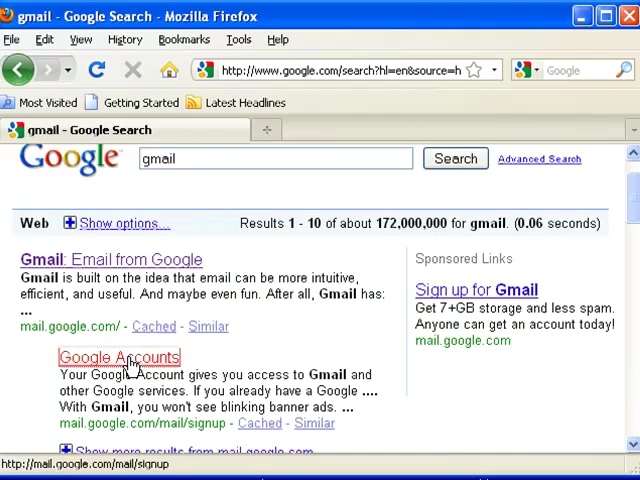 gmail - Google Search - Mozilla Firefox
File Edit View History Bookmarks Tools Help
http://www.google.com/search?hl=en&source=h
Google
Most Visited Getting Started Latest Headlines
gmail - Google Search
Google gmail Search Advanced Search
Web Show options... Results 1 - 10 of about 172,000,000 for gmail. (0.06 seconds)
Gmail: Email from Google
Gmail is built on the idea that email can be more intuitive,
efficient, and useful. And maybe even fun. After all, Gmail has:
...
mail.google.com/ - Cached - Similar
Google Accounts
Your Google Account gives you access to Gmail and
other Google services. If you already have a Google ....
With Gmail, you won't see blinking banner ads. ...
mail.google.com/mail/signup - Cached - Similar
Show more results from mail.google.com
Sponsored Links
Sign up for Gmail
Get 7+GB storage and less spam.
Anyone can get an account today!
mail.google.com
http://mail.google.com/mail/signup